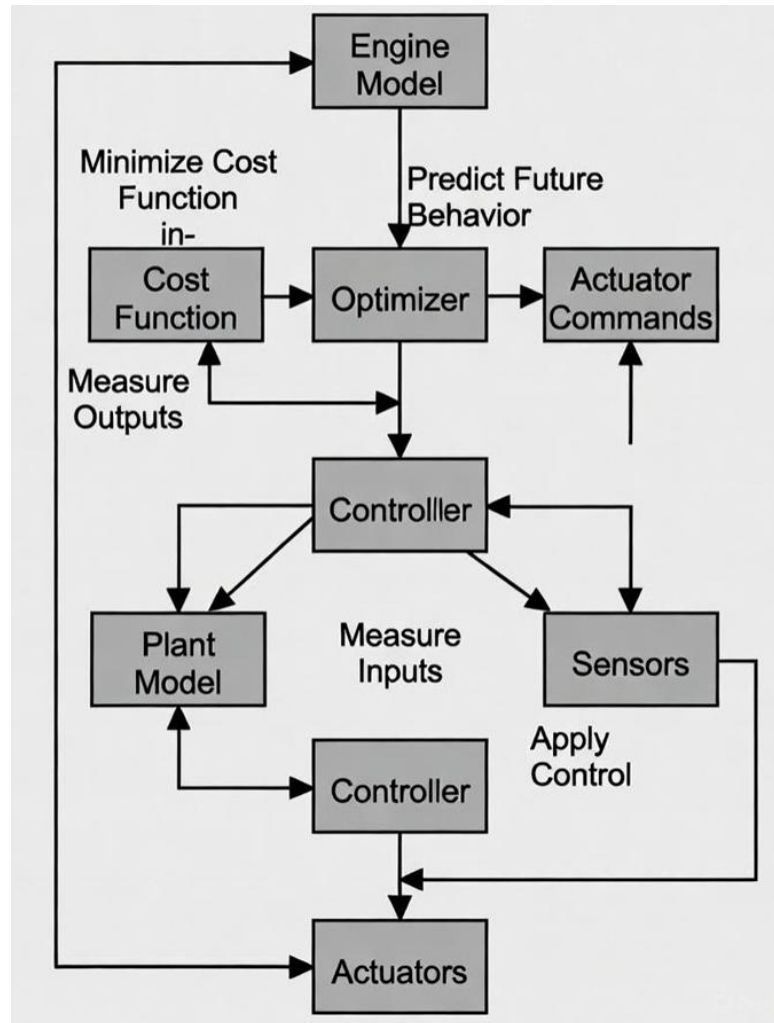 Engine
Model
Minimize Cost
Function
in-
Predict Future
Behavior
Cost
Function
Optimizer
Actuator
Commands
Measure
Outputs
Controller
Plant
Model
Measure
Inputs
Sensors
Apply
Control
Controller
Actuators